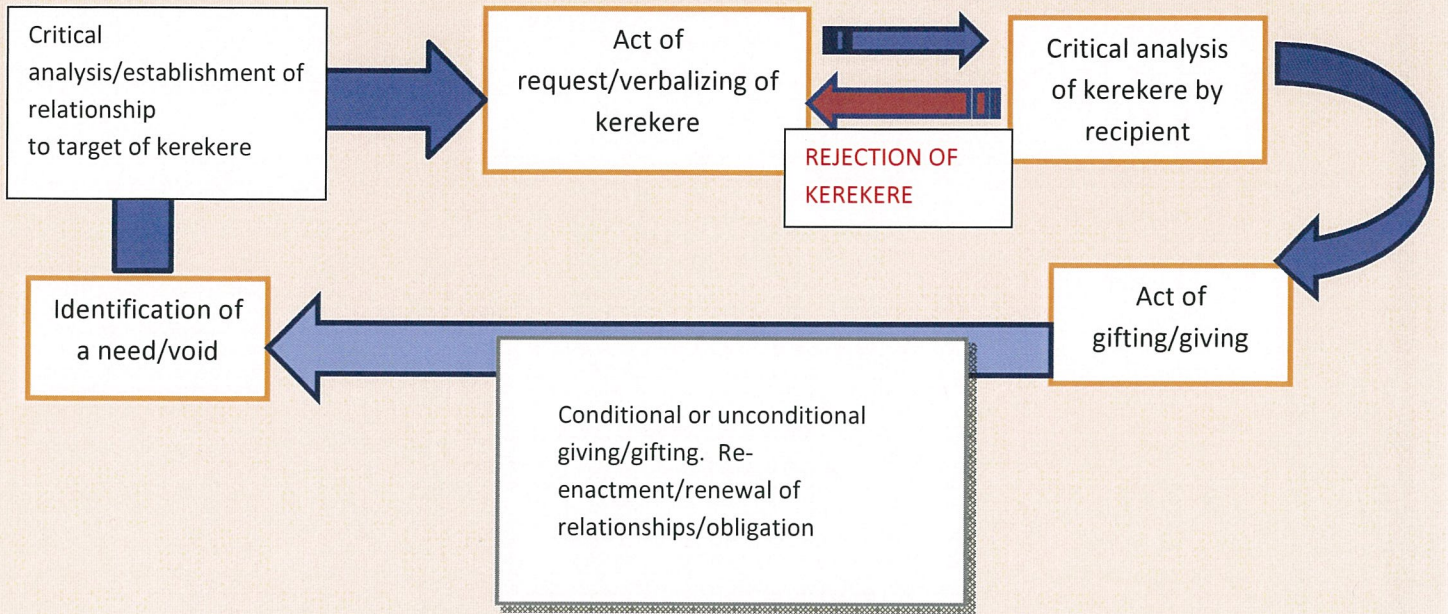 Critical
analysis/establishment of
relationship
to target of kerekere
Act of
request/verbalizing of
kerekere
Critical analysis
of kerekere by
recipient
REJECTION OF
KEREKERE
Identification of
a need/void
Act of
gifting/giving
Conditional or unconditional
giving/gifting. Re-
enactment/renewal of
relationships/obligation